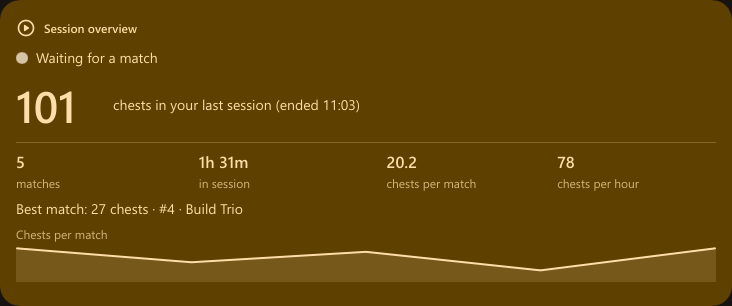 Session overview
Waiting for a match
101 chests in your last session (ended 11:03)
5 1h 31m 20.2 78
matches in session chests per match chests per hour
Best match: 27 chests · #4 · Build Trio
Chests per match